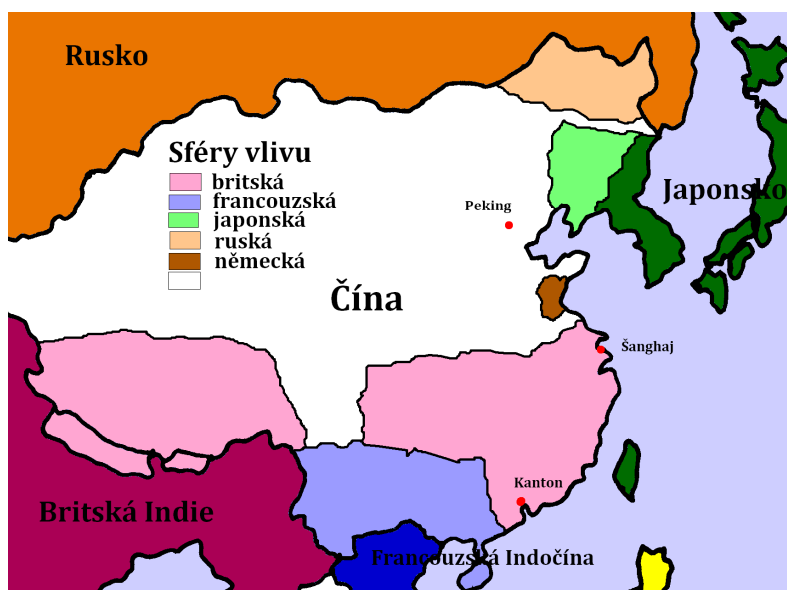 Rusko
Sféry vlivu
britská
francouzská
japonská
ruská
německá
Japonsko
Peking
Čína
Šanghaj
Kanton
Britská Indie
Francouzská Indočína